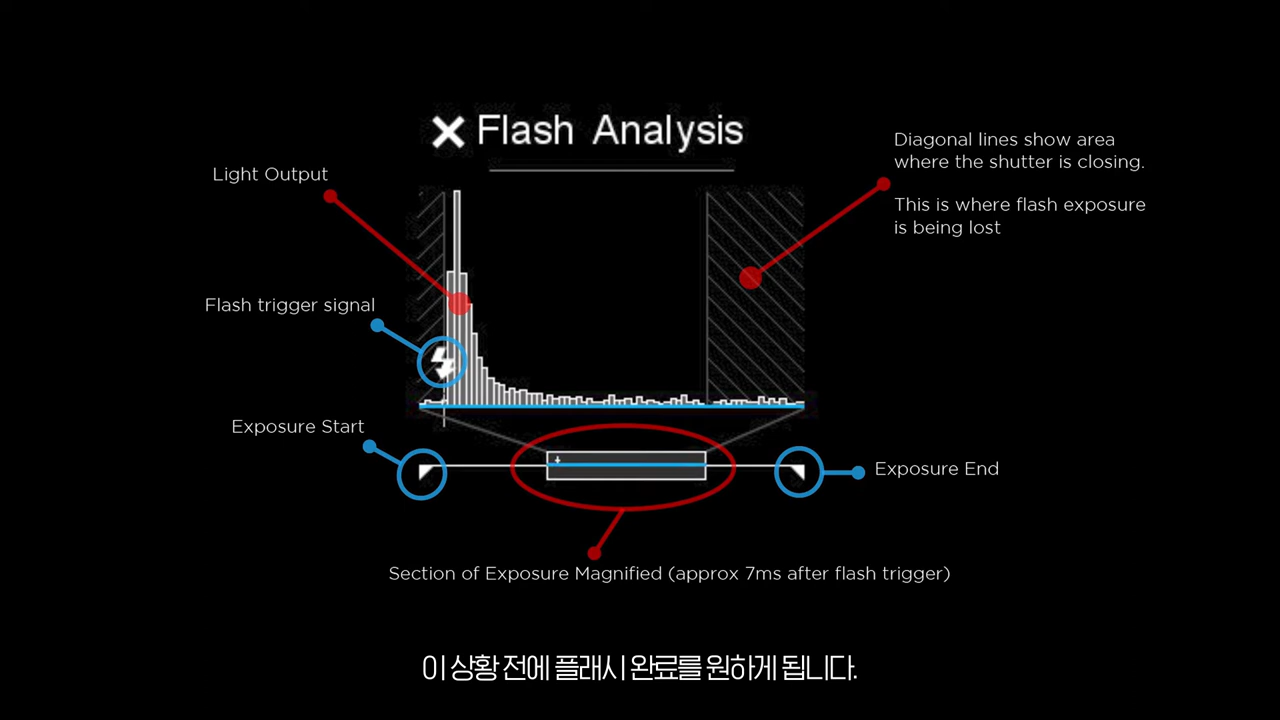 Flash Analysis
Light Output
Diagonal lines show area
where the shutter is closing.
This is where flash exposure
is being lost
Flash trigger signal
Exposure Start
Exposure End
Section of Exposure Magnified (approx 7ms after flash trigger)
이 상황 전에 플래시 완료를 원하게 됩니다.